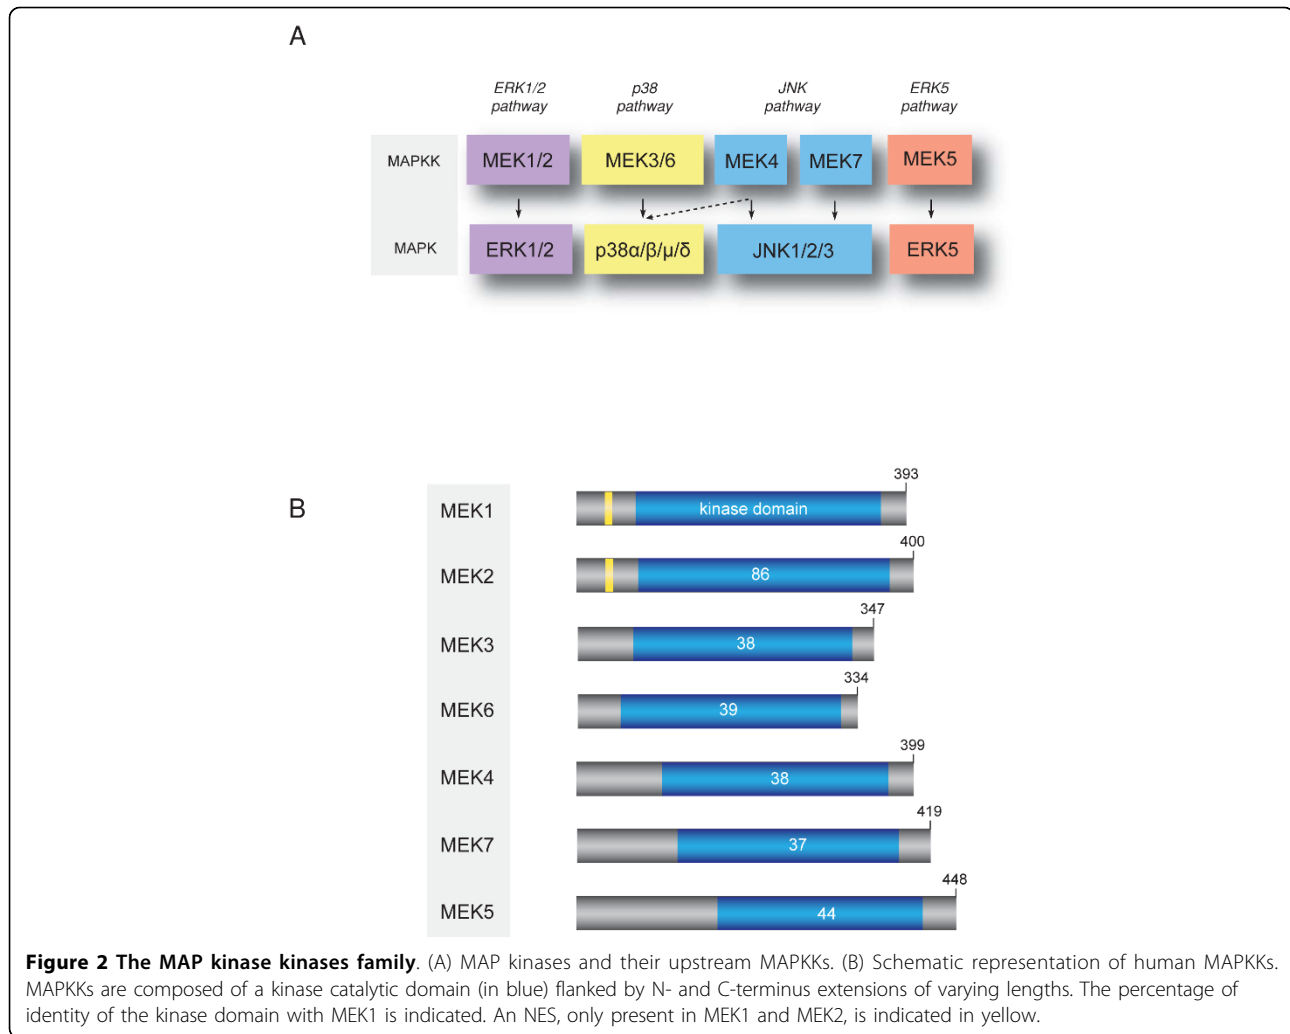 A
ERK1/2 pathway
p38 pathway
JNK pathway
ERK5 pathway
MAPKK
MEK1/2
MEK3/6
MEK4
MEK7
MEK5
MAPK
ERK1/2
p38α/β/μ/δ
JNK1/2/3
ERK5
B
MEK1
kinase domain
393
MEK2
86
400
MEK3
38
347
MEK6
39
334
MEK4
38
399
MEK7
37
419
MEK5
44
448
Figure 2 The MAP kinase kinases family. (A) MAP kinases and their upstream MAPKKs. (B) Schematic representation of human MAPKKs.
MAPKKs are composed of a kinase catalytic domain (in blue) flanked by N- and C-terminus extensions of varying lengths. The percentage of
identity of the kinase domain with MEK1 is indicated. An NES, only present in MEK1 and MEK2, is indicated in yellow.